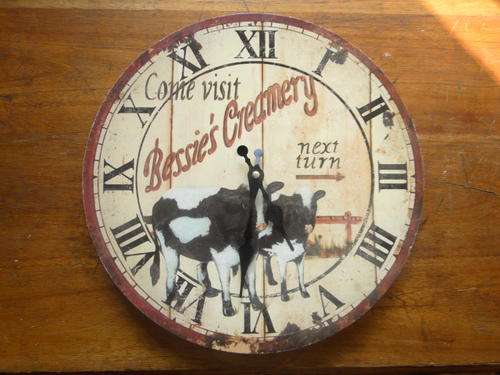 XII
I
II
III
IIII
V
VI
VII
VIII
IX
X
XI
Come visit
Bessie's Creamery
next
turn